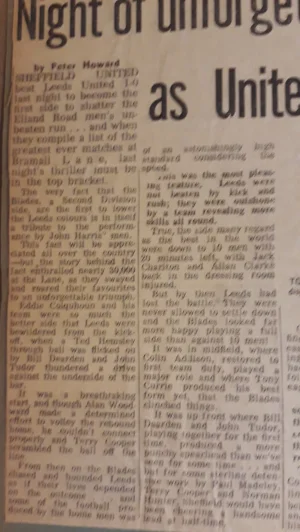 Night of unforge
as Unite
by Peter Howard
SHEFFIELD UNITED
beat Leeds United 1-0
last night to become the
first side to shatter the
Elland Road men's un-
beaten run . . . and when
they compile a list of the
greatest ever matches at
Bramall Lane, last
night's thriller must be
in the top bracket.
The very fact that the
Blades, a Second Division
side, are the first to lower
the Leeds colours is in itself
a tribute to the perform-
ance by John Harris' men.
This fact will be appre-
ciated all over the country
—but the story behind the
fact enthralled nearly 39,000
at the Lane, as they swayed
and roared their favourites
to an unforgettable triumph.
Eddie Colquhoun and his
team were so much the
better side that Leeds were
bewildered from the kick-
off, when a Ted Hemsley
through ball was flicked on
by Bill Dearden and John
Tudor thundered a drive
against the underside of the
bar.
It was a breathtaking
start and though Alan Wood-
ward made a determined
effort to volley the rebound
home, he couldn't connect
properly and Terry Cooper
scrambled the ball off the
line.
From then on the Blades
chased and hounded Leeds
as if their lives depended
on the outcome . . . and
some of the football pro-
duced by the home men was
of an astonishingly high
standard considering the
speed.
This was the most pleas-
ing feature. Leeds were
not beaten by kick and
rush; they were outshone
by a team revealing more
skills all round.
True, the side many regard
as the best in the world
were down to 10 men with
20 minutes left, with Jack
Charlton and Allan Clarke
back in the dressing room
injured.
But by then Leeds had
lost the battle. They were
never allowed to settle down
and the Blades looked far
more happy playing a full
side than against 10 men!
It was in midfield, where
Colin Addison, restored to
first team duty, played a
major role and where Tony
Currie produced his best
form yet, that the Blades
clinched things.
It was up front where Bill
Dearden and John Tudor,
playing together for the first
time, produced more
punchy spearhead than we've
seen for some time . . . and
but for some sterling defen-
sive work by Paul Madeley,
Terry Cooper and Norman
Hunter, Sheffield would have
been cheering a handsome
lead at half-time.